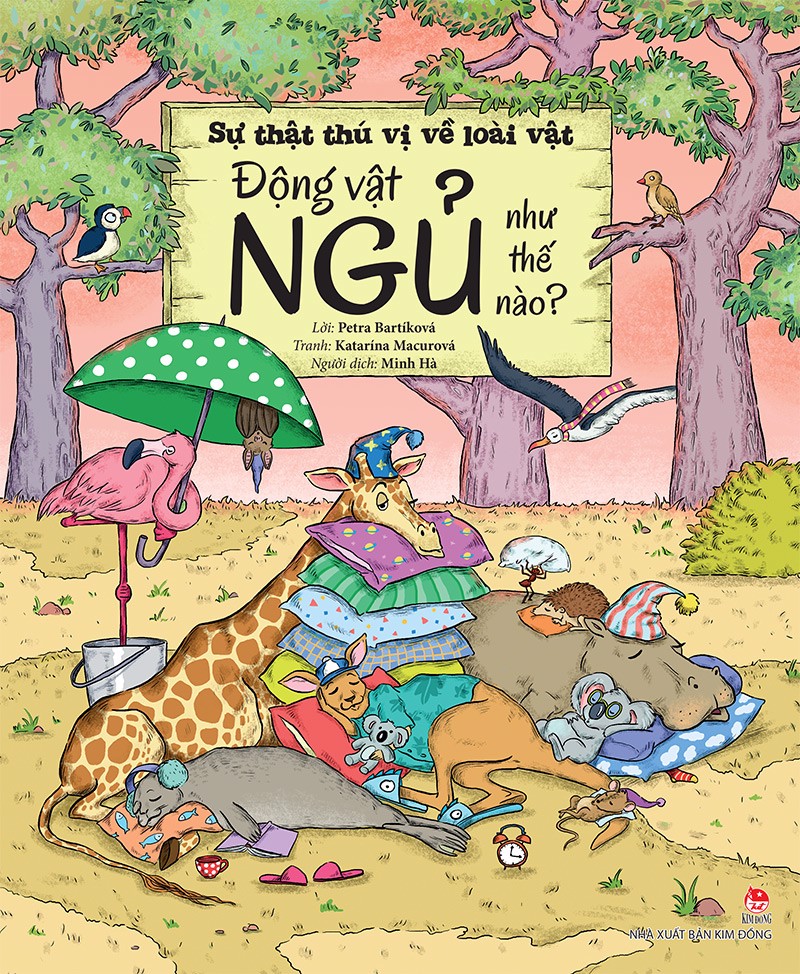 Sự thật thú vị về loài vật
Động vật
NGỦ
như
thế
nào?
Lời: Petra Bartíková
Tranh: Katarína Macurová
Người dịch: Minh Hà
KIM ĐỒNG
NHÀ XUẤT BẢN KIM ĐỒNG